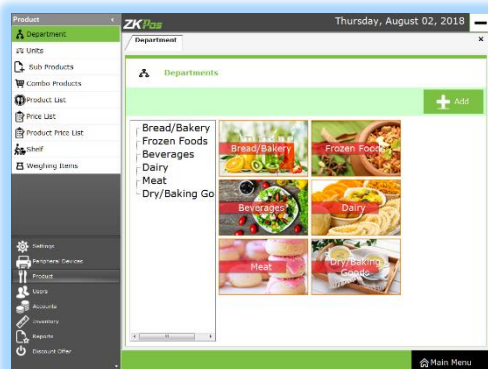 Product
Department
Units
Sub Products
Combo Products
Product List
Price List
Product Price List
Shelf
Weighing Items
Settings
Peripheral Devices
Product
Users
Accounts
Inventory
Reports
Discount Offer
ZKPos
Thursday, August 02, 2018
Department
x
Departments
Add
Bread/Bakery
Frozen Foods
Beverages
Dairy
Meat
Dry/Baking Go
Bread/Bakery
Frozen Foods
Beverages
Dairy
Meat
Dry/Baking
Goods
Main Menu